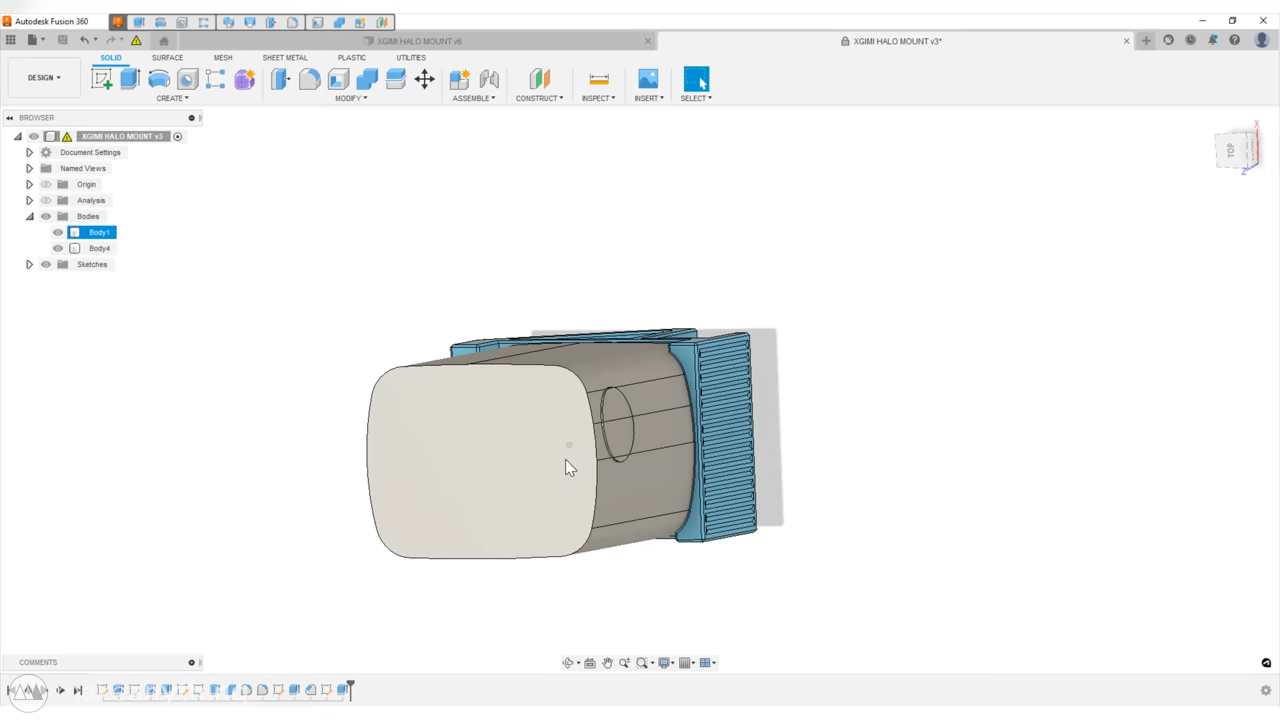 Autodesk Fusion 360
XGIMI HALO MOUNT v6
XGIMI HALO MOUNT v3*
DESIGN
SOLID
SURFACE
MESH
SHEET METAL
PLASTIC
UTILITIES
CREATE
MODIFY
ASSEMBLE
CONSTRUCT
INSPECT
INSERT
SELECT
BROWSER
XGIMI HALO MOUNT v3
Document Settings
Named Views
Origin
Analysis
Bodies
Body1
Body4
Sketches
TOP
X
Z
COMMENTS